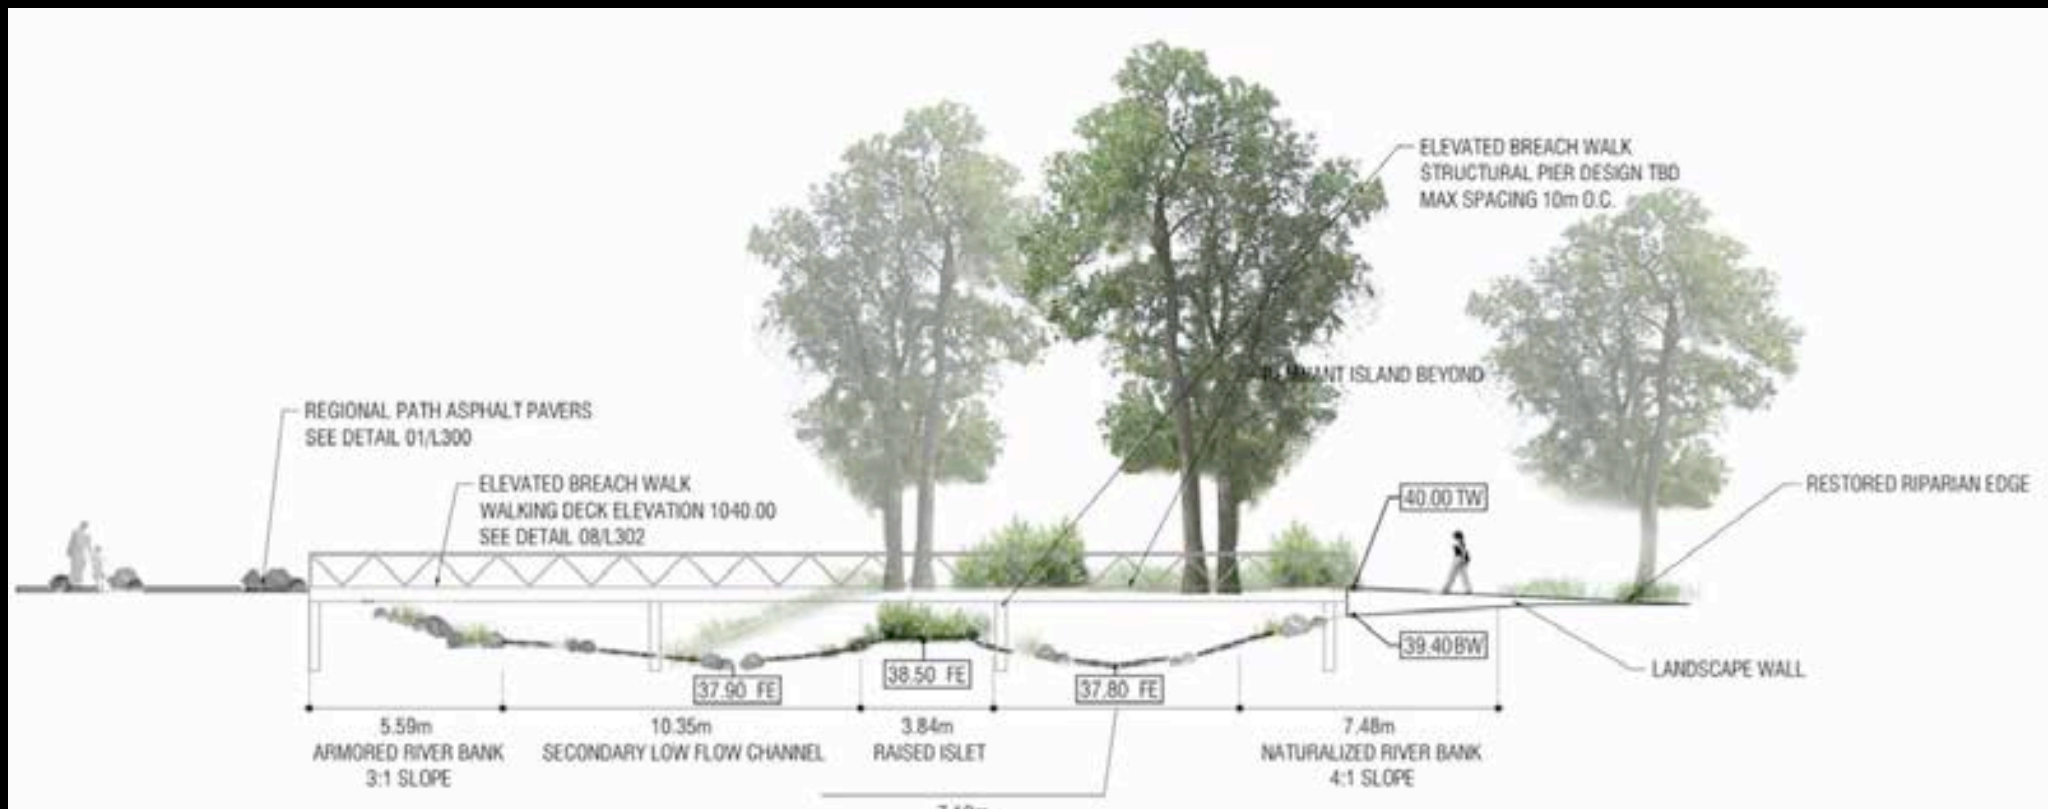 ELEVATED BREACH WALK
STRUCTURAL PIER DESIGN TBD
MAX SPACING 10m O.C.
ISLAND BEYOND
REGIONAL PATH ASPHALT PAVERS
SEE DETAIL 01/L300
ELEVATED BREACH WALK
WALKING DECK ELEVATION 1040.00
SEE DETAIL 08/L302
40.00 TW
RESTORED RIPARIAN EDGE
39.40 BW
LANDSCAPE WALL
37.90 FE
38.50 FE
37.80 FE
5.59m
ARMORED RIVER BANK
3:1 SLOPE
10.35m
SECONDARY LOW FLOW CHANNEL
3.84m
RAISED ISLET
7.48m
NATURALIZED RIVER BANK
4:1 SLOPE